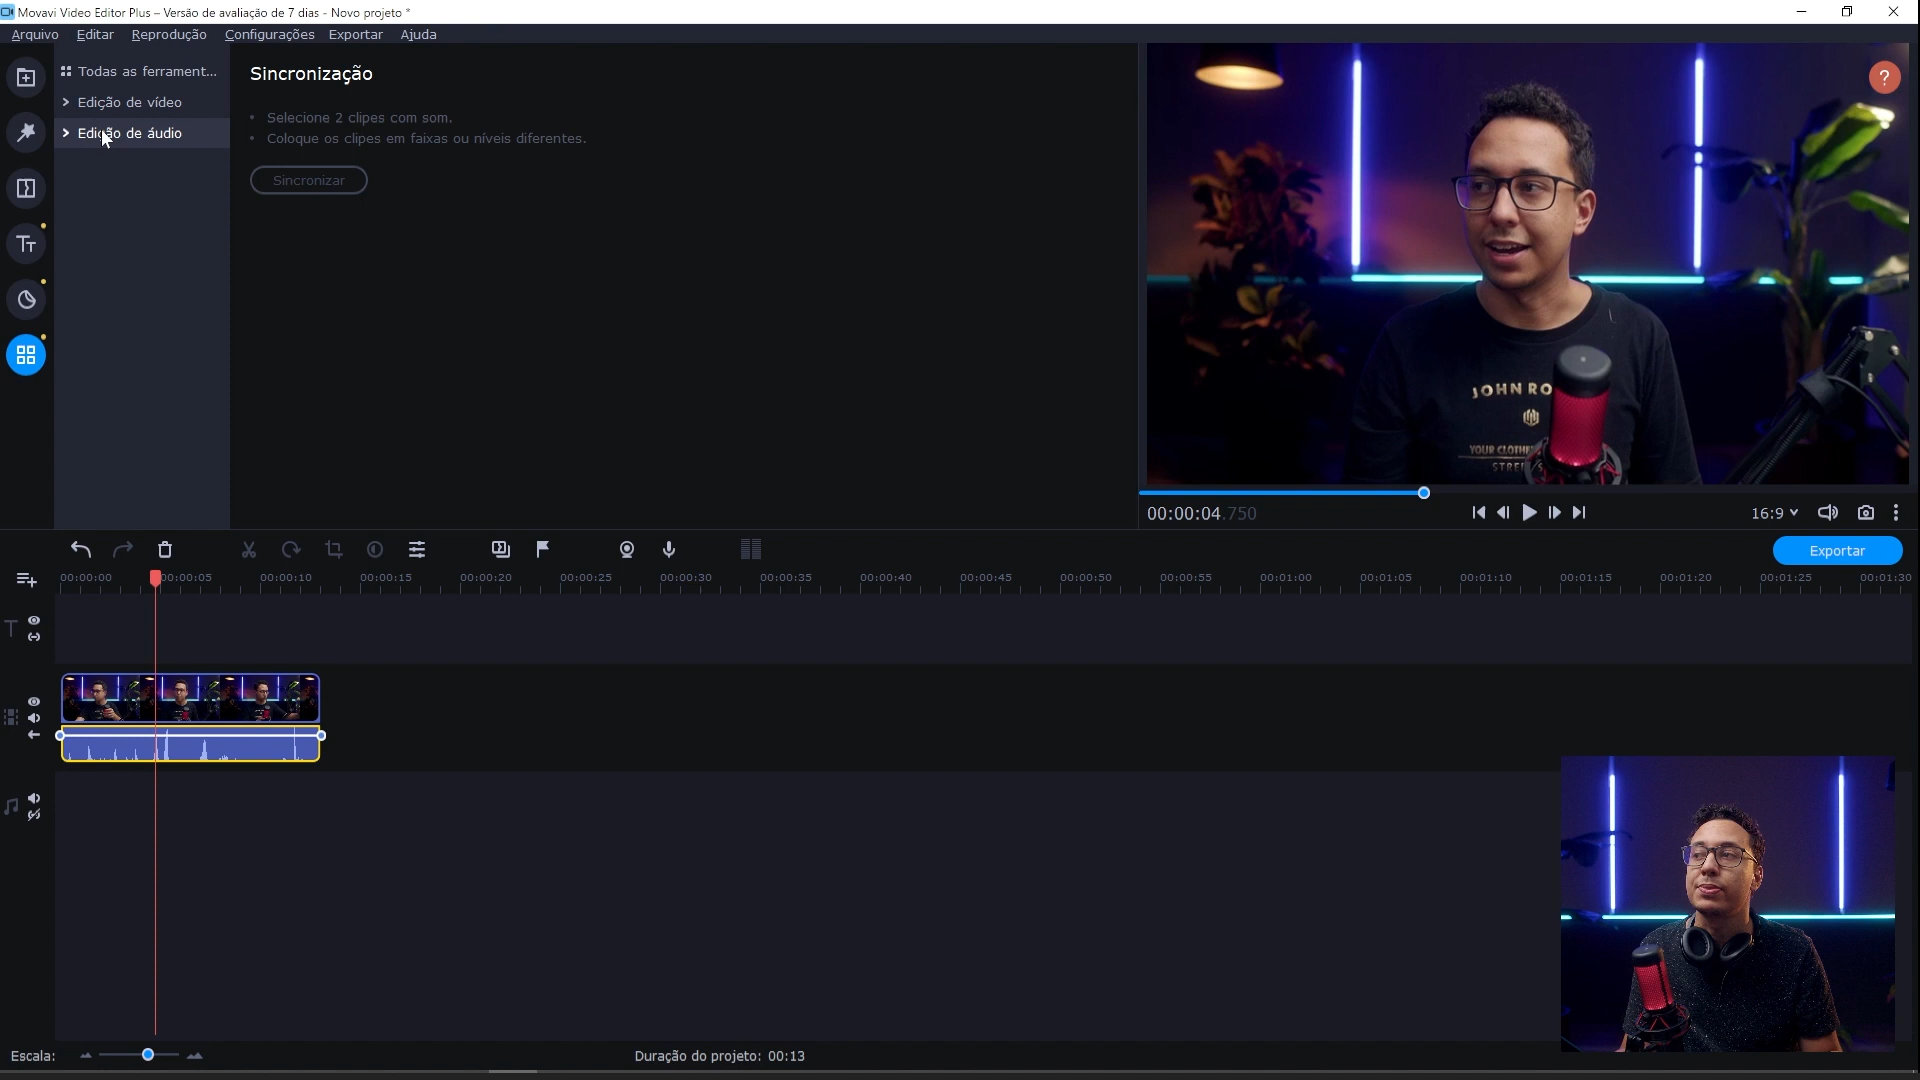 Movavi Video Editor Plus – Versão de avaliação de 7 dias - Novo projeto *
Arquivo Editar Reprodução Configurações Exportar Ajuda
Todas as ferrament...
Edição de vídeo
Edição de áudio
Sincronização
• Selecione 2 clipes com som.
• Coloque os clipes em faixas ou níveis diferentes.
Sincronizar
?
JOHN RO
YOUR CLOTH
STREE
00:00:04.750
16:9
Exportar
00:00:00 00:00:05 00:00:10 00:00:15 00:00:20 00:00:25 00:00:30 00:00:35 00:00:40 00:00:45 00:00:50 00:00:55 00:01:00 00:01:05 00:01:10 00:01:15 00:01:20 00:01:25 00:01:30
Escala:
Duração do projeto: 00:13